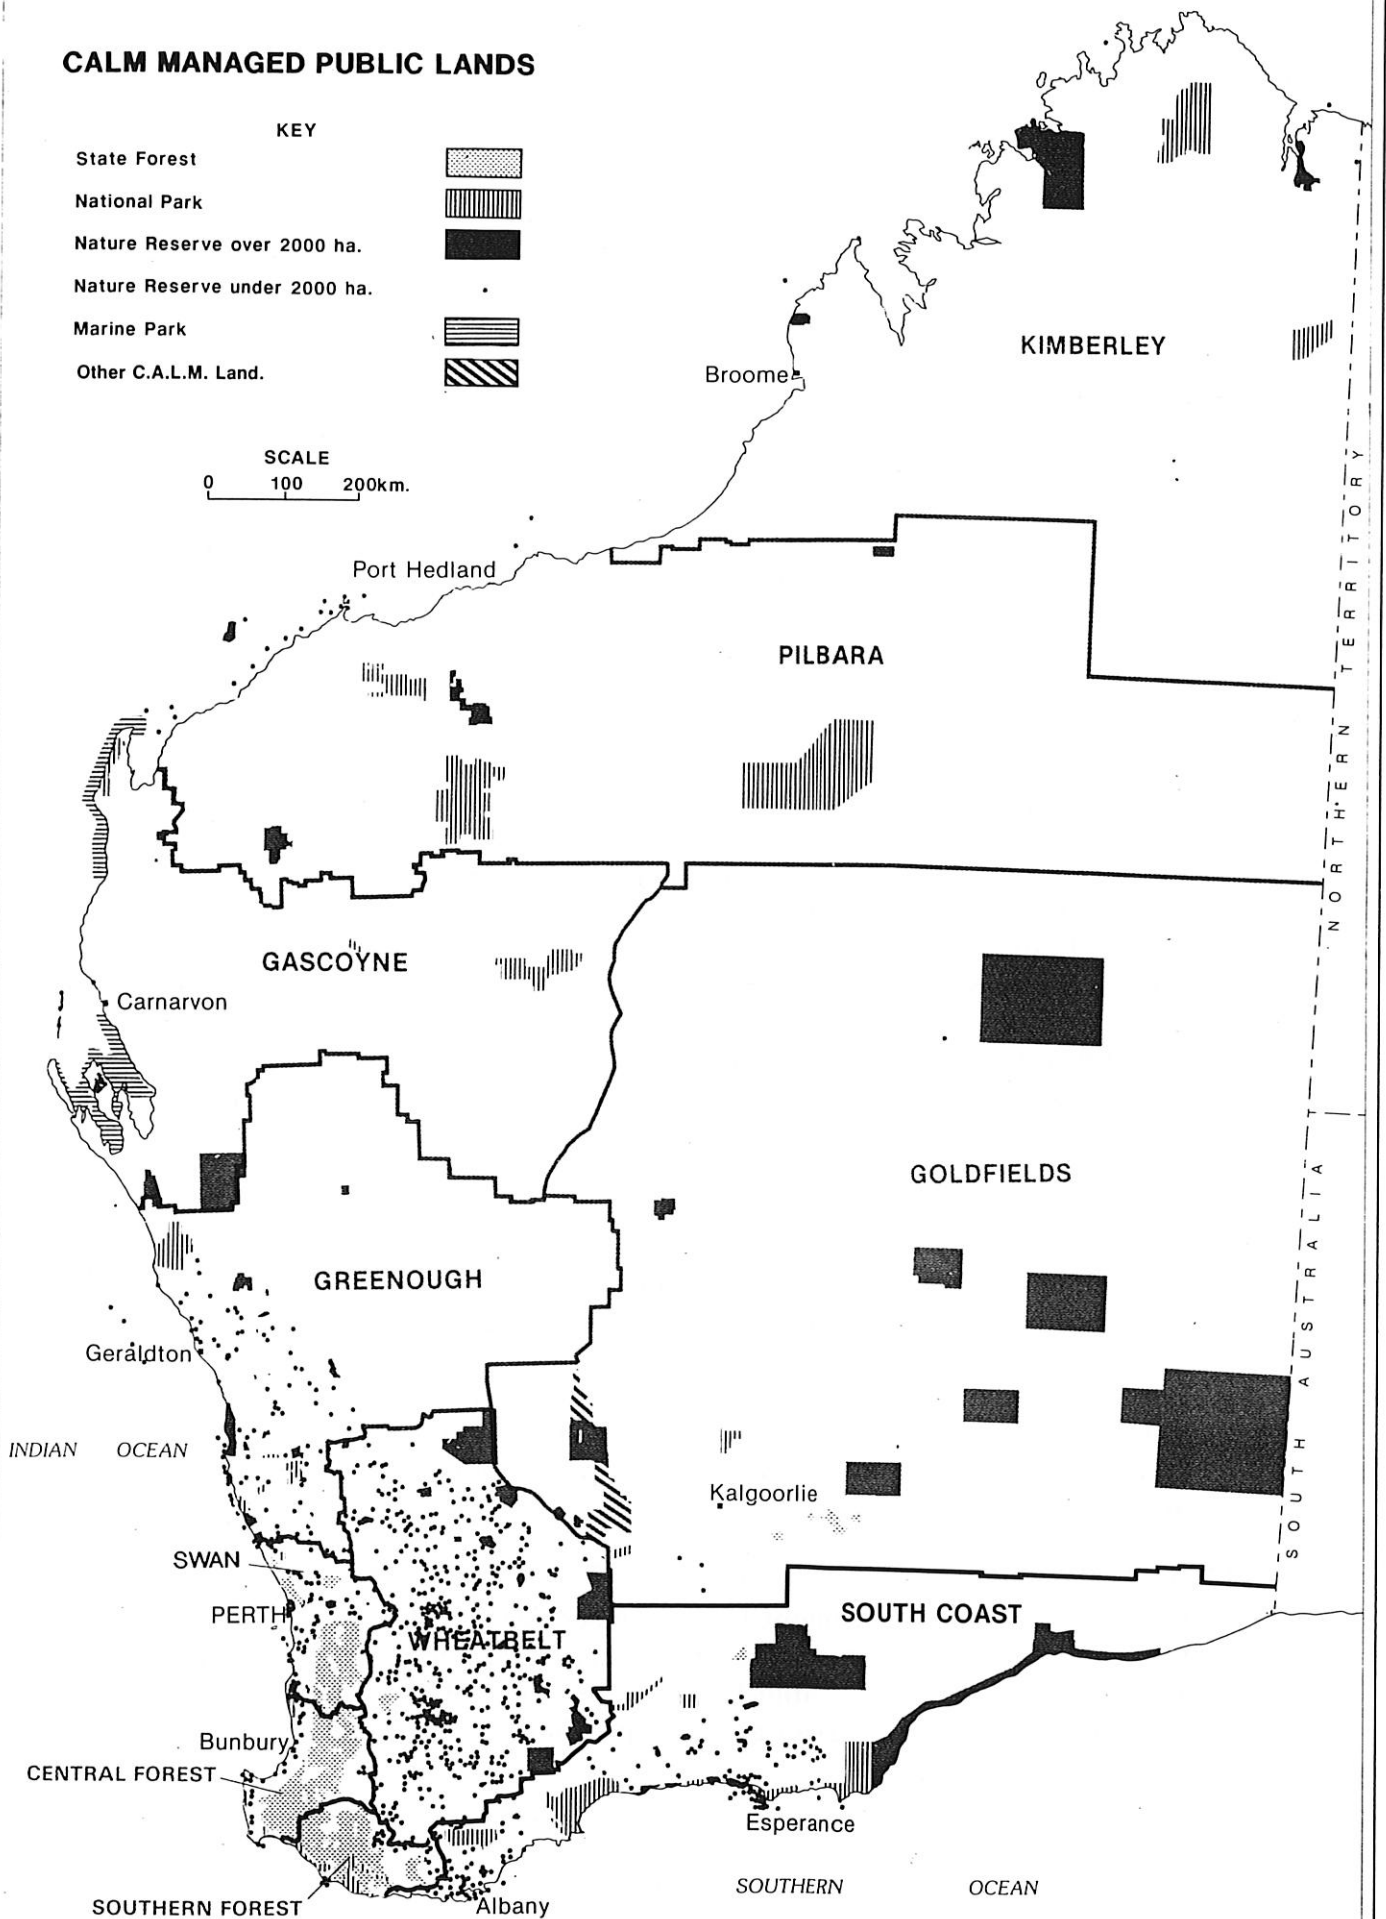 CALM MANAGED PUBLIC LANDS
KEY
State Forest
National Park
Nature Reserve over 2000 ha.
Nature Reserve under 2000 ha.
Marine Park
Other C.A.L.M. Land.
SCALE
0 100 200km.
KIMBERLEY
Broome
Port Hedland
PILBARA
NORTHERN TERRITORY
GASCOYNE
Carnarvon
GOLDFIELDS
GREENOUGH
Geraldton
SOUTH AUSTRALIA
INDIAN OCEAN
Kalgoorlie
SWAN
PERTH
SOUTH COAST
WHEATBELT
Bunbury
CENTRAL FOREST
Esperance
SOUTHERN OCEAN
SOUTHERN FOREST
Albany